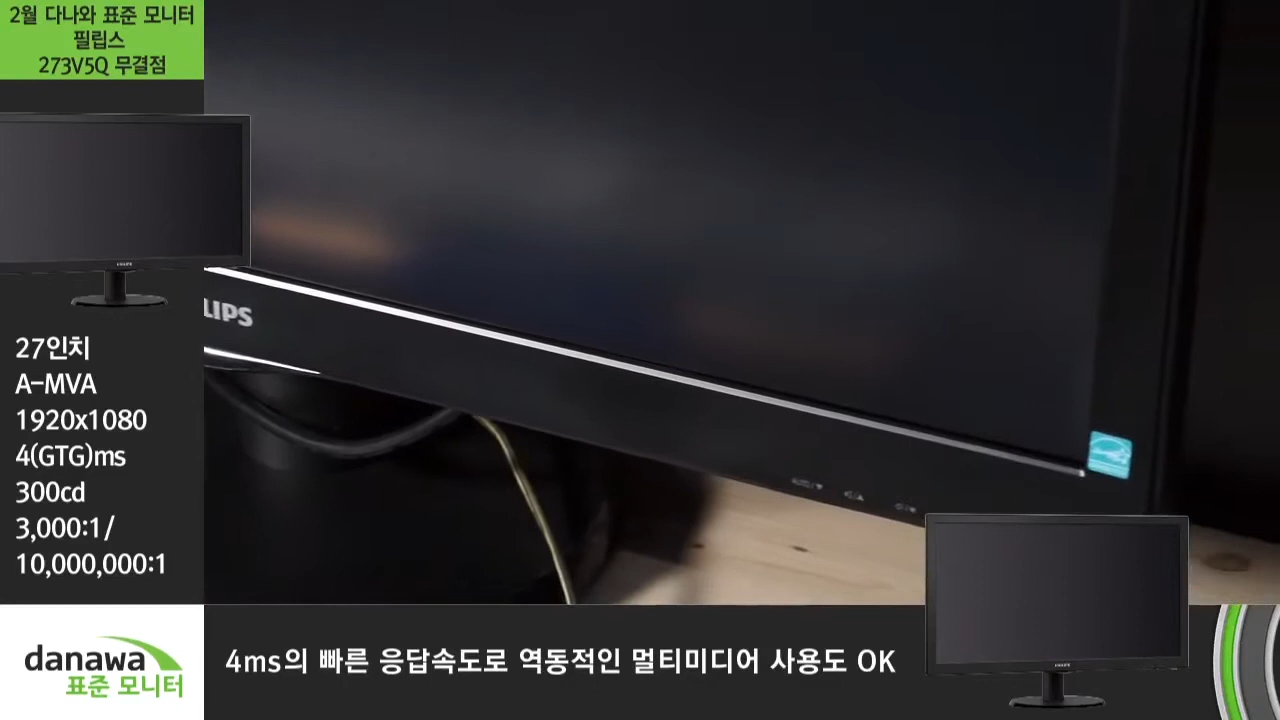 2월 다나와 표준 모니터
필립스
273V5Q 무결점
PHILIPS
LIPS
27인치
A-MVA
1920x1080
4(GTG)ms
300cd
3,000:1/
10,000,000:1
danawa
표준 모니터
4ms의 빠른 응답속도로 역동적인 멀티미디어 사용도 OK
PHILIPS